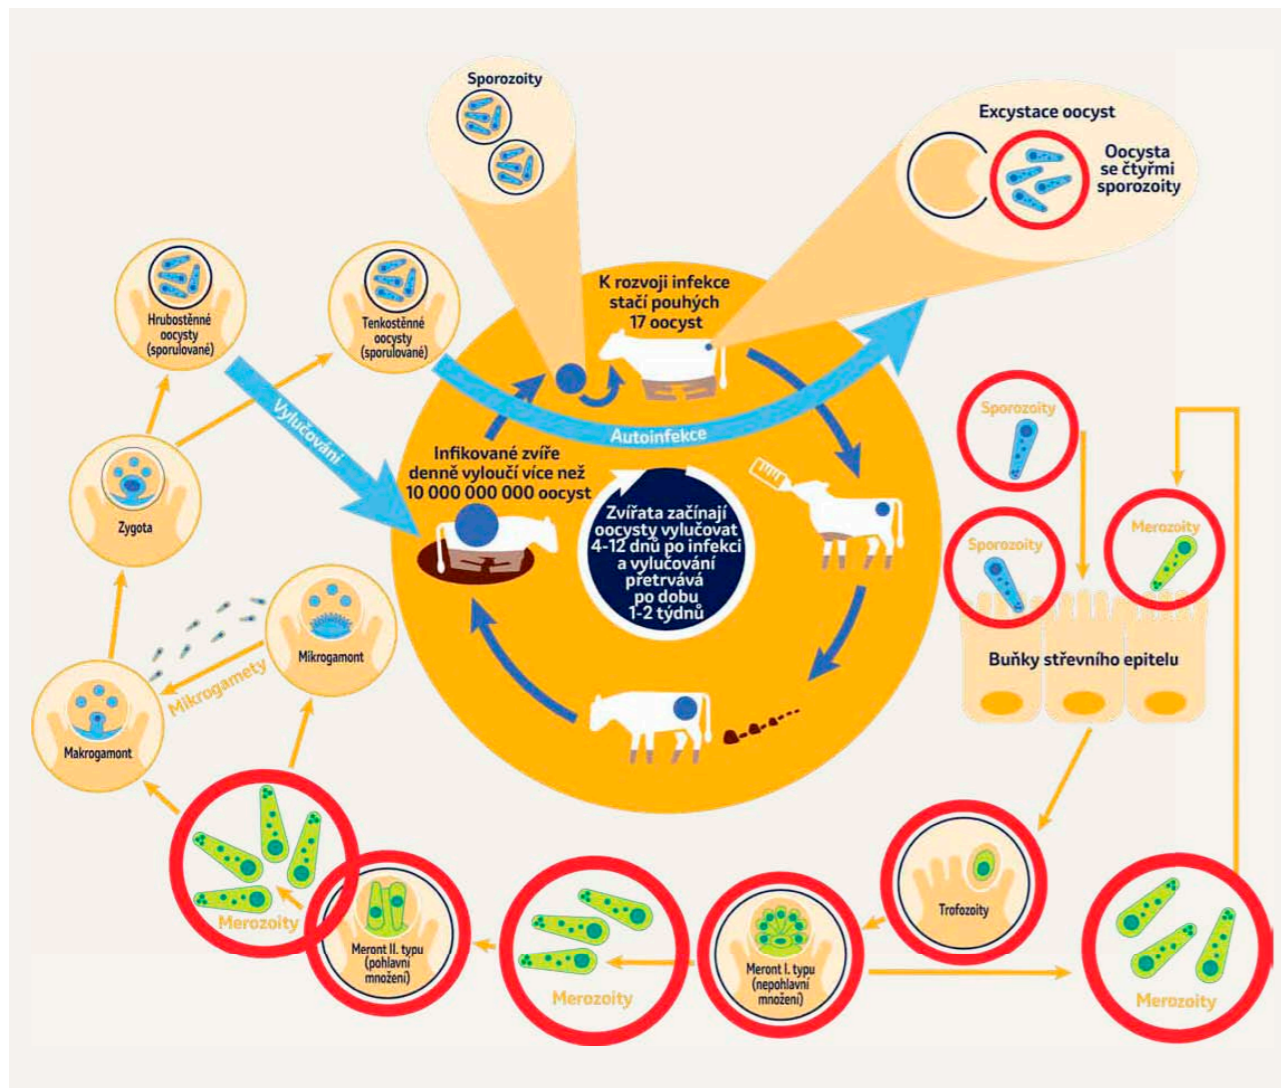 Sporozoity
Excystace oocyst
Oocysta
se čtyřmi
sporozoity
Hrubostěnné
oocysty
(sporulované)
Tenkostěnné
oocysty
(sporulované)
K rozvoji infekce
stačí pouhých
17 oocyst
Vylučování
Autoinfekce
Infikované zvíře
denně vyloučí více než
10 000 000 000 oocyst
Zvířata začínají
oocysty vylučovat
4-12 dnů po infekci
a vylučování
přetrvává
po dobu
1-2 týdnů
Sporozoity
Sporozoity
Merozoity
Buňky střevního epitelu
Zygota
Mikrogamont
Mikrogamety
Makrogamont
Merozoity
Meront II. typu
(pohlavní
množení)
Merozoity
Meront I. typu
(nepohlavní
množení)
Trofozoity
Merozoity